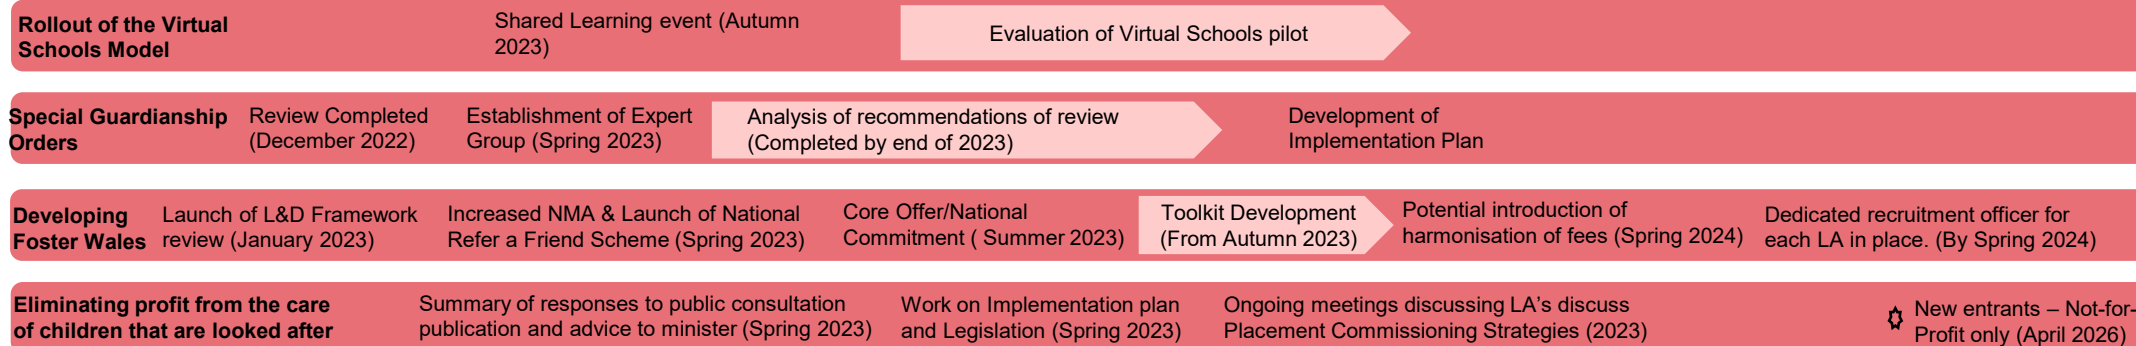 Rollout of the Virtual
Schools Model
Shared Learning event (Autumn
2023)
Evaluation of Virtual Schools pilot
Special Guardianship
Orders
Review Completed
(December 2022)
Establishment of Expert
Group (Spring 2023)
Analysis of recommendations of review
(Completed by end of 2023)
Development of
Implementation Plan
Developing
Foster Wales
Launch of L&D Framework
review (January 2023)
Increased NMA & Launch of National
Refer a Friend Scheme (Spring 2023)
Core Offer/National
Commitment ( Summer 2023)
Toolkit Development
(From Autumn 2023)
Potential introduction of
harmonisation of fees (Spring 2024)
Dedicated recruitment officer for
each LA in place. (By Spring 2024)
Eliminating profit from the care
of children that are looked after
Summary of responses to public consultation
publication and advice to minister (Spring 2023)
Work on Implementation plan
and Legislation (Spring 2023)
Ongoing meetings discussing LA's discuss
Placement Commissioning Strategies (2023)
New entrants – Not-for-
Profit only (April 2026)